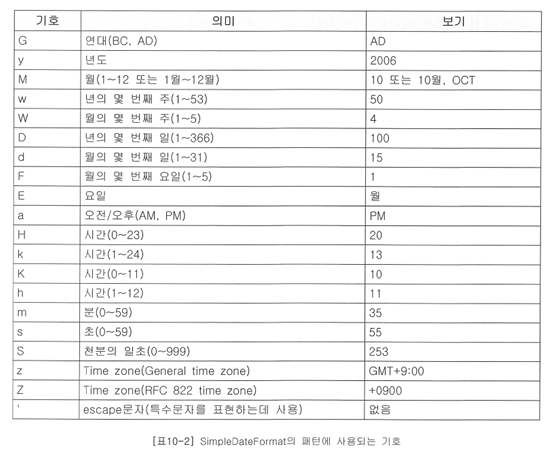 기호 의미 보기
G 연대(BC, AD) AD
y 년도 2006
M 월(1~12 또는 1월~12월) 10 또는 10월, OCT
w 년의 몇 번째 주(1~53) 50
W 월의 몇 번째 주(1~5) 4
D 년의 몇 번째 일(1~366) 100
d 월의 몇 번째 일(1~31) 15
F 월의 몇 번째 요일(1~5) 1
E 요일 월
a 오전/오후(AM, PM) PM
H 시간(0~23) 20
k 시간(1~24) 13
K 시간(0~11) 10
h 시간(1~12) 11
m 분(0~59) 35
s 초(0~59) 55
S 천분의 일초(0~999) 253
z Time zone(General time zone) GMT+9:00
Z Time zone(RFC 822 time zone) +0900
' escape문자(특수문자를 표현하는데 사용) 없음
[표10-2] SimpleDateFormat의 패턴에 사용되는 기호